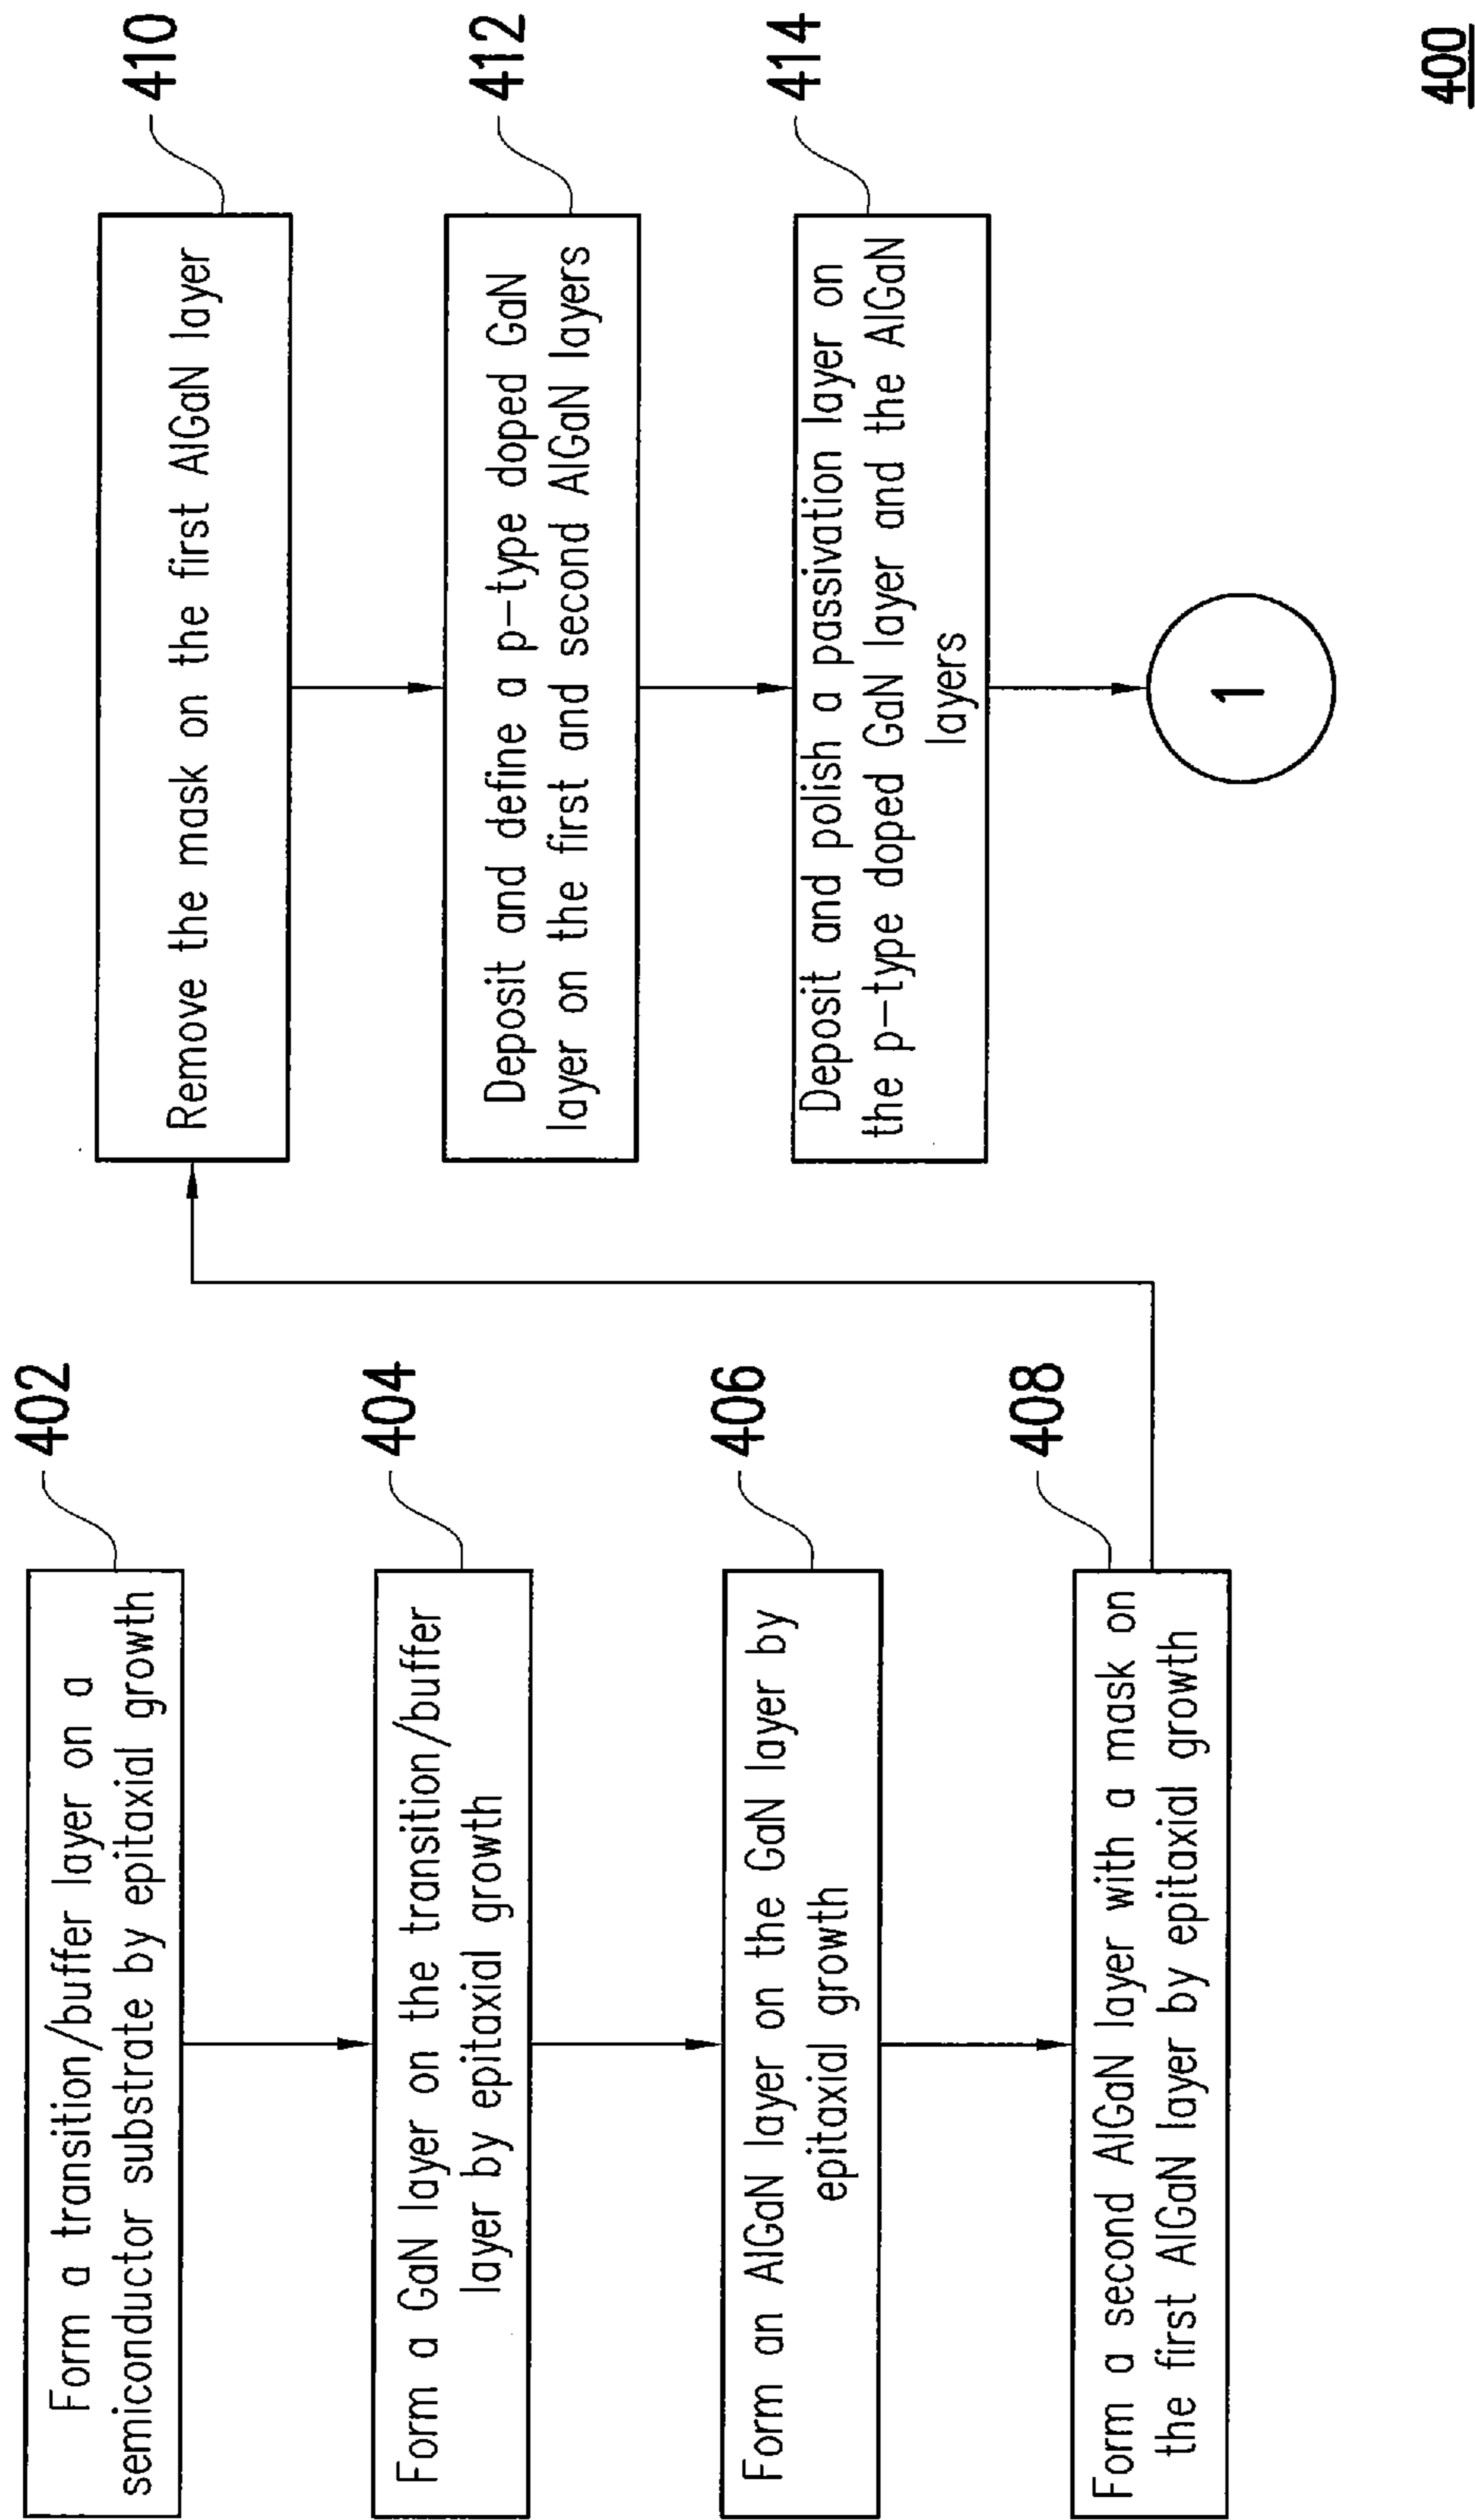 402
Form a transition/buffer layer on a
semiconductor substrate by epitaxial growth
404
Form a GaN layer on the transition/buffer
layer by epitaxial growth
406
Form an AlGaN layer on the GaN layer by
epitaxial growth
408
Form a second AlGaN layer with a mask on
the first AlGaN layer by epitaxial growth
410
Remove the mask on the first AlGaN layer
412
Deposit and define a p-type doped GaN
layer on the first and second AlGaN layers
414
Deposit and polish a passivation layer on
the p-type doped GaN layer and the AlGaN
layers
1
400